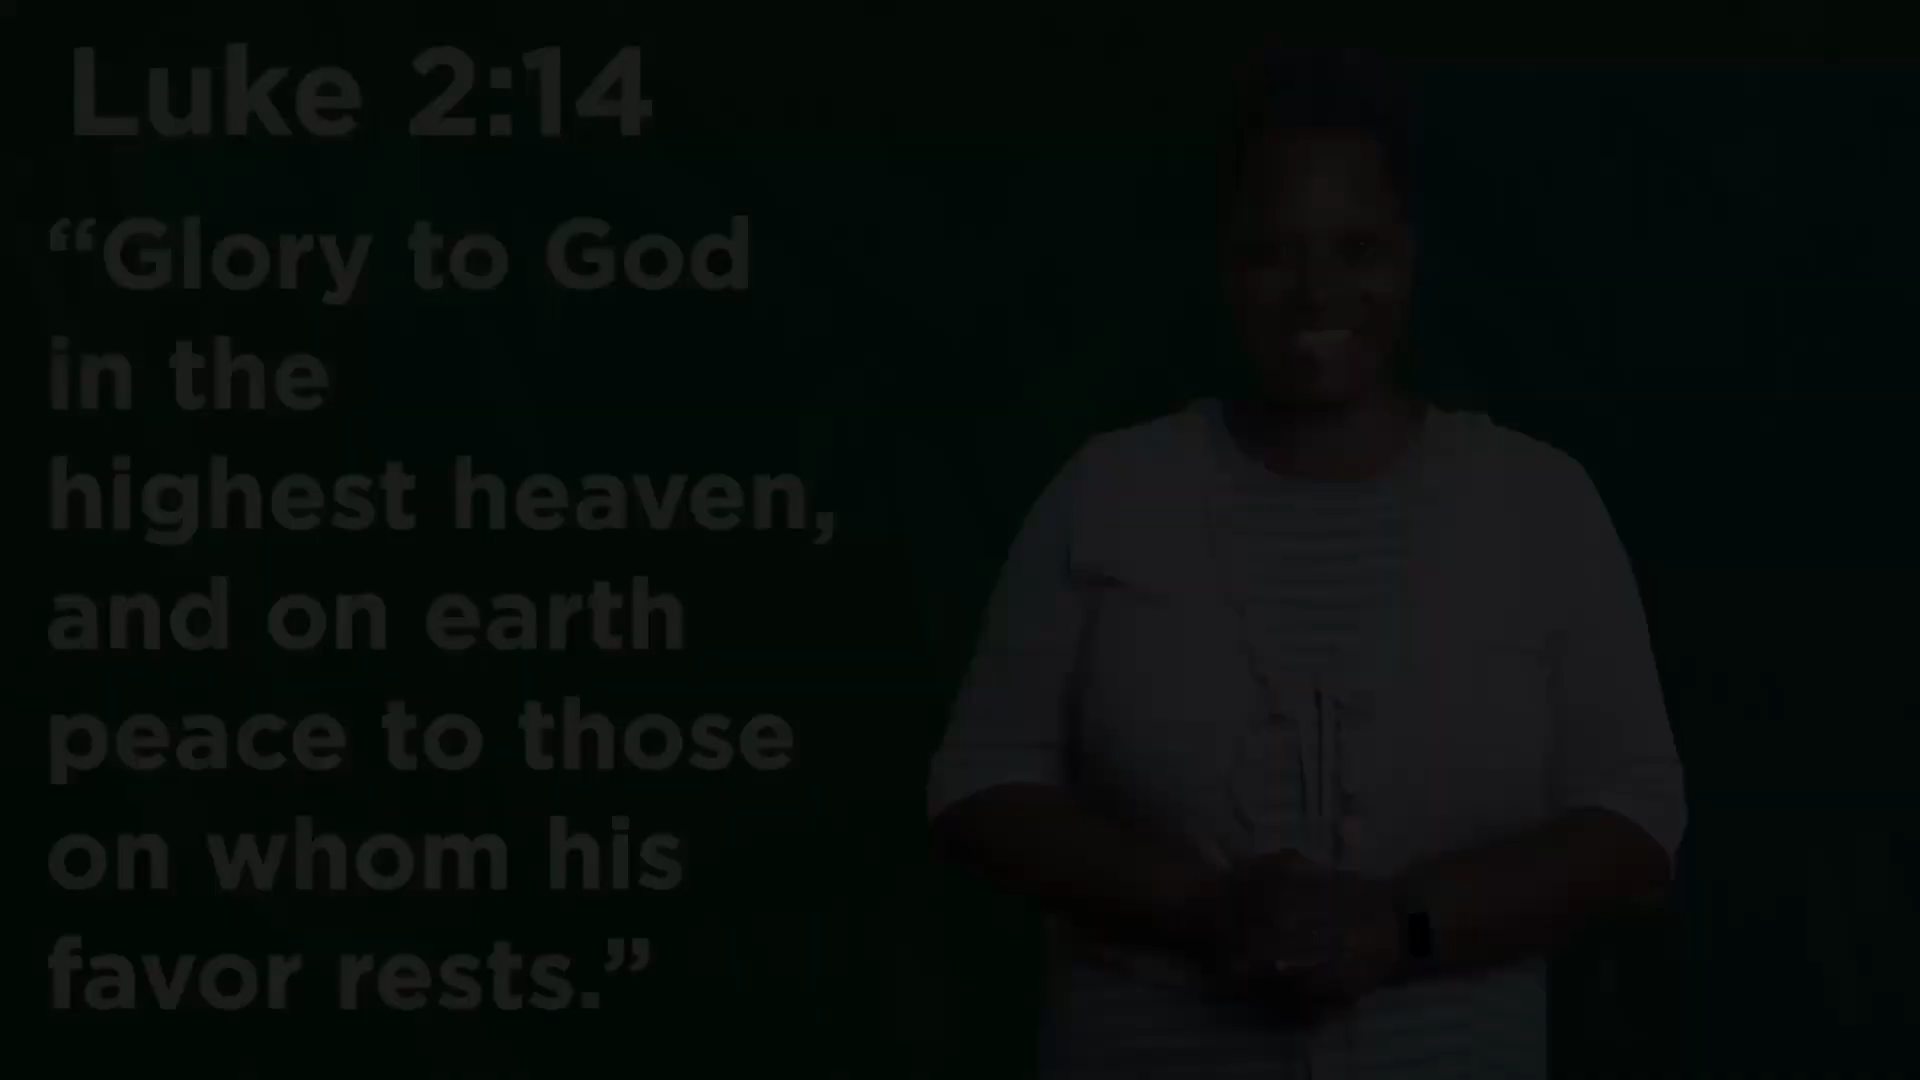 Luke 2:14
“Glory to God
in the
highest heaven,
and on earth
peace to those
on whom his
favor rests.”